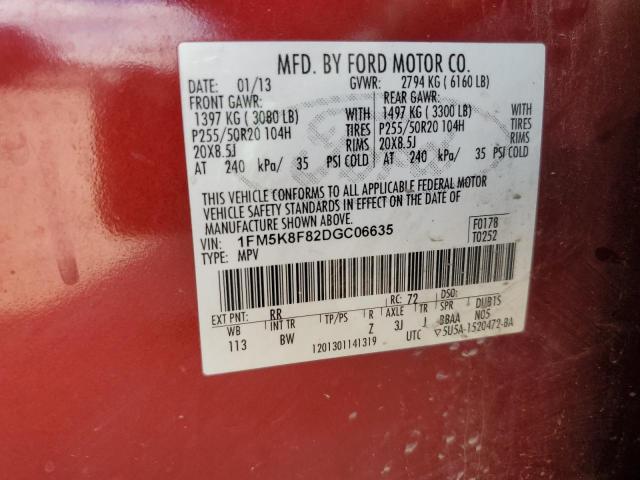 MFD. BY FORD MOTOR CO.
DATE: 01/13 GVWR: 2794 KG (6160 LB)
FRONT GAWR: REAR GAWR:
1397 KG (3080 LB) WITH 1497 KG (3300 LB) WITH
P255/50R20 104H TIRES P255/50R20 104H TIRES
20X8.5J RIMS 20X8.5J RIMS
AT 240 kPa/ 35 PSI COLD AT 240 kPa/ 35 PSI COLD
THIS VEHICLE CONFORMS TO ALL APPLICABLE FEDERAL MOTOR
VEHICLE SAFETY STANDARDS IN EFFECT ON THE DATE OF
MANUFACTURE SHOWN ABOVE.
VIN: 1FM5K8F82DGC06635 F0178
TYPE: MPV T0252
EXT PNT: RR RC: 72 DSO:
WB INT TR TP/PS R AXLE TR SPR DUBTS
113 BW Z 3J J BBAA NO5
1201301141319 UTC ▽5U5A-1520472-BA